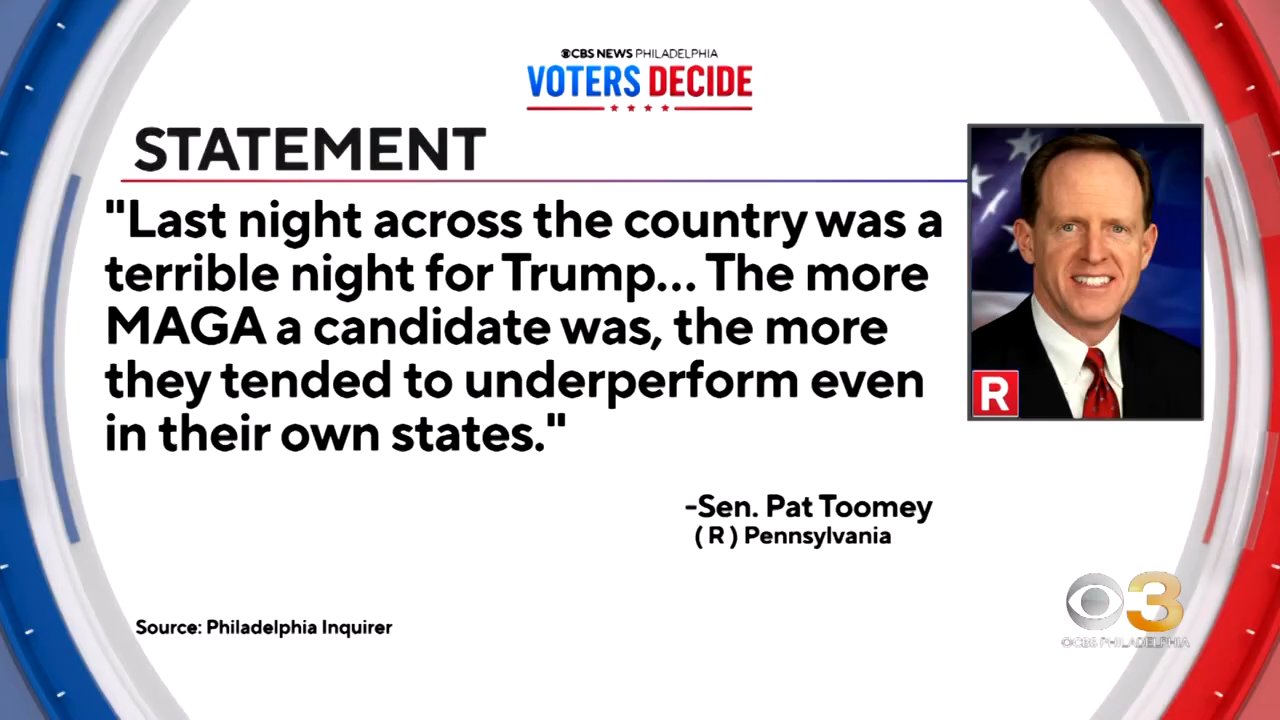 CBS NEWS PHILADELPHIA
VOTERS DECIDE
STATEMENT
"Last night across the country was a
terrible night for Trump... The more
MAGA a candidate was, the more
they tended to underperform even
in their own states."
R
-Sen. Pat Toomey
( R ) Pennsylvania
3
CBS PHILADELPHIA
Source: Philadelphia Inquirer